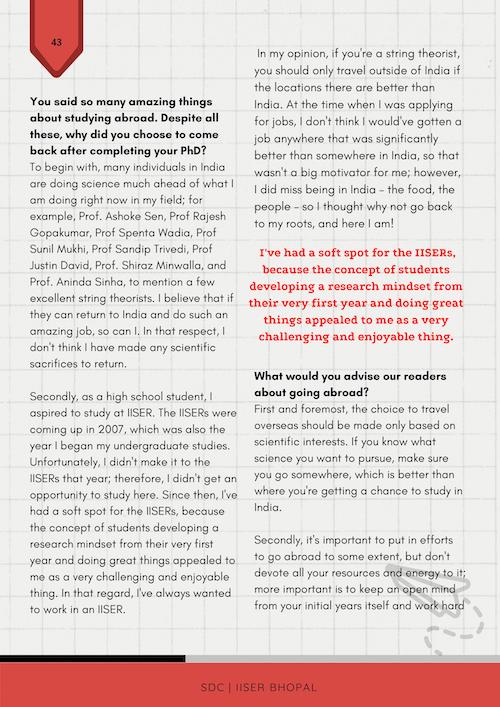 43
You said so many amazing things
about studying abroad. Despite all
these, why did you choose to come
back after completing your PhD?
To begin with, many individuals in India
are doing science much ahead of what I
am doing right now in my field; for
example, Prof. Ashoke Sen, Prof Rajesh
Gopakumar, Prof Spenta Wadia, Prof
Sunil Mukhi, Prof Sandip Trivedi, Prof
Justin David, Prof. Shiraz Minwalla, and
Prof. Aninda Sinha, to mention a few
excellent string theorists. I believe that if
they can return to India and do such an
amazing job, so can I. In that respect, I
don't think I have made any scientific
sacrifices to return.
Secondly, as a high school student, I
aspired to study at IISER. The IISERs were
coming up in 2007, which was also the
year I began my undergraduate studies.
Unfortunately, I didn't make it to the
IISERs that year; therefore, I didn't get an
opportunity to study here. Since then, I've
had a soft spot for the IISERs, because
the concept of students developing a
research mindset from their very first
year and doing great things appealed to
me as a very challenging and enjoyable
thing. In that regard, I've always wanted
to work in an IISER.
In my opinion, if you're a string theorist,
you should only travel outside of India if
the locations there are better than
India. At the time when I was applying
for jobs, I don't think I would've gotten a
job anywhere that was significantly
better than somewhere in India, so that
wasn't a big motivator for me; however,
I did miss being in India – the food, the
people – so I thought why not go back
to my roots, and here I am!
I've had a soft spot for the IISERs,
because the concept of students
developing a research mindset from
their very first year and doing great
things appealed to me as a very
challenging and enjoyable thing.
What would you advise our readers
about going abroad?
First and foremost, the choice to travel
overseas should be made only based on
scientific interests. If you know what
science you want to pursue, make sure
you go somewhere, which is better than
where you're getting a chance to study in
India.
Secondly, it's important to put in efforts
to go abroad to some extent, but don't
devote all your resources and energy to it;
more important is to keep an open mind
from your initial years itself and work hard
SDC | IISER BHOPAL